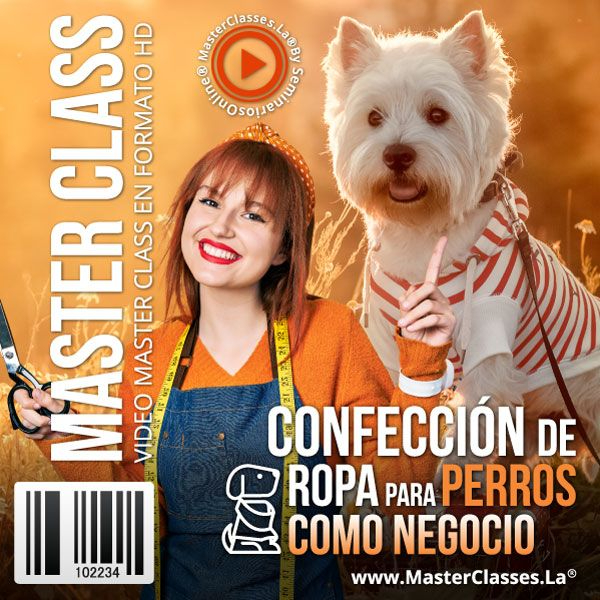 MASTER CLASS
VIDEO MASTER CLASS EN FORMATO HD
MasterClasses.La® By SeminariosOnline®
CONFECCIÓN DE
ROPA PARA PERROS
COMO NEGOCIO
102234
www.MasterClasses.La®